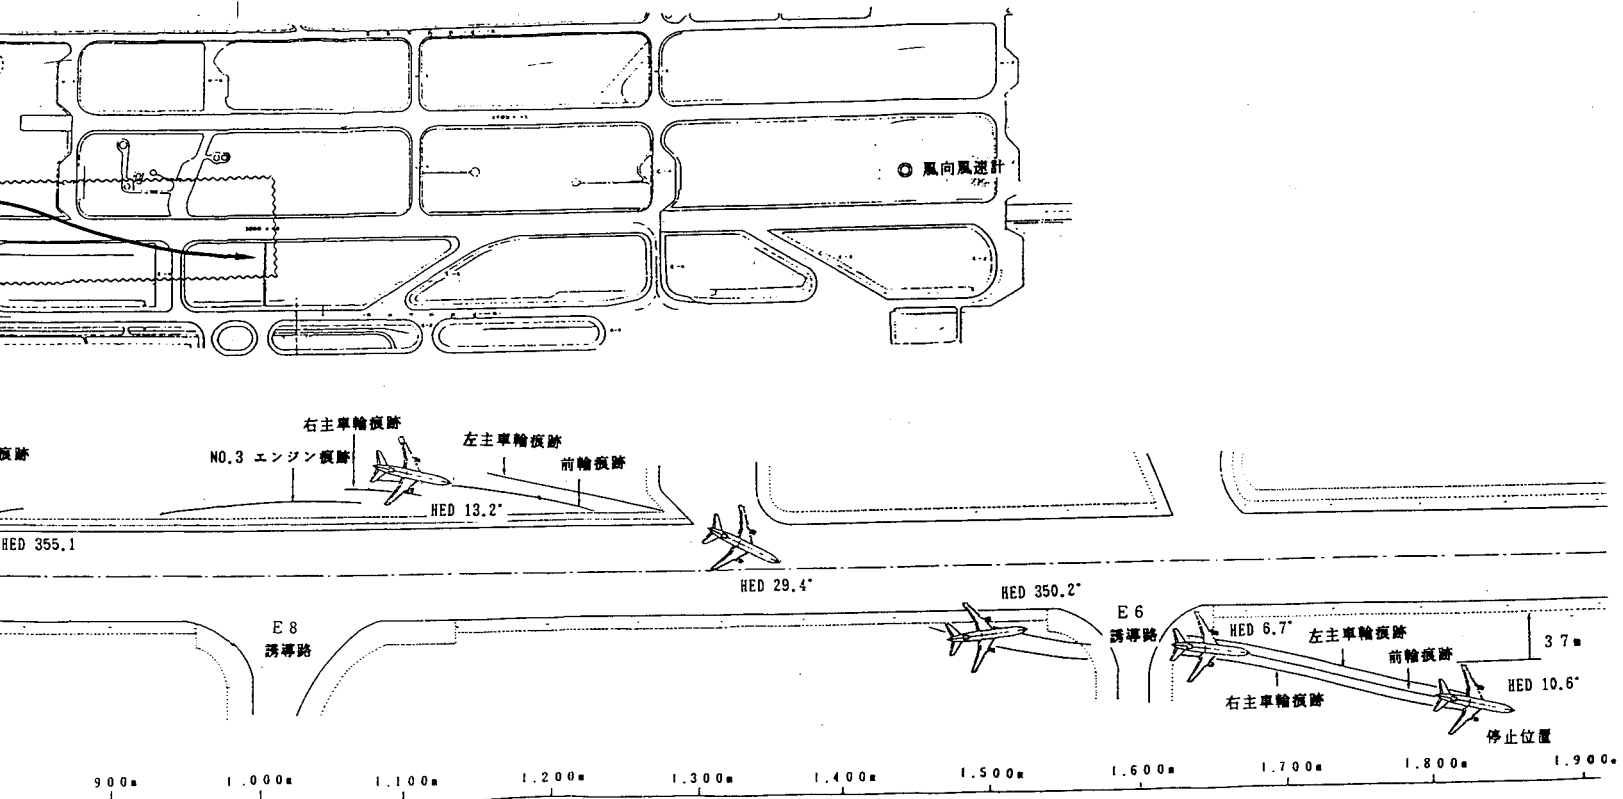 風向風速計
右主車輪痕跡
左主車輪痕跡
痕跡
NO.3 エンジン痕跡
前輪痕跡
HED 13.2°
HED 355.1
HED 29.4°
HED 350.2°
E8
誘導路
E6
誘導路
HED 6.7°
左主車輪痕跡
37m
前輪痕跡
HED 10.6°
右主車輪痕跡
停止位置
900m
1.000m
1.100m
1.200m
1.300m
1.400m
1.500m
1.600m
1.700m
1.800m
1.900m